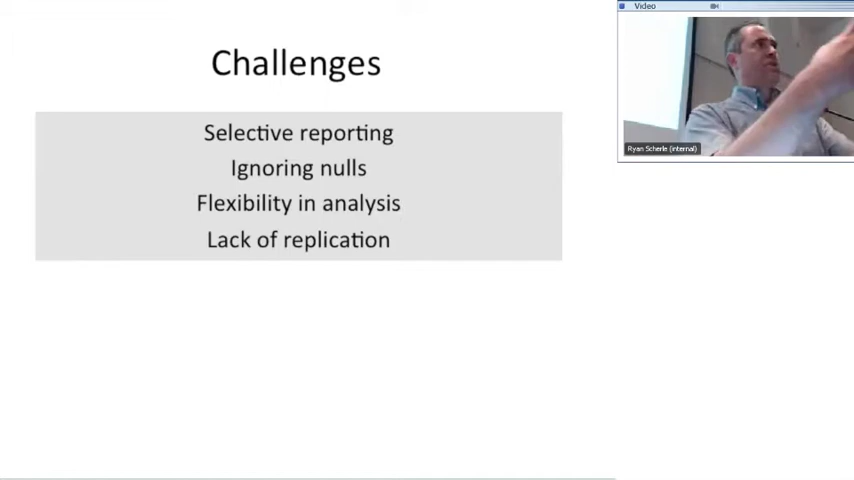 Challenges
Selective reporting
Ignoring nulls
Flexibility in analysis
Lack of replication
Video
Ryan Scherle (internal)